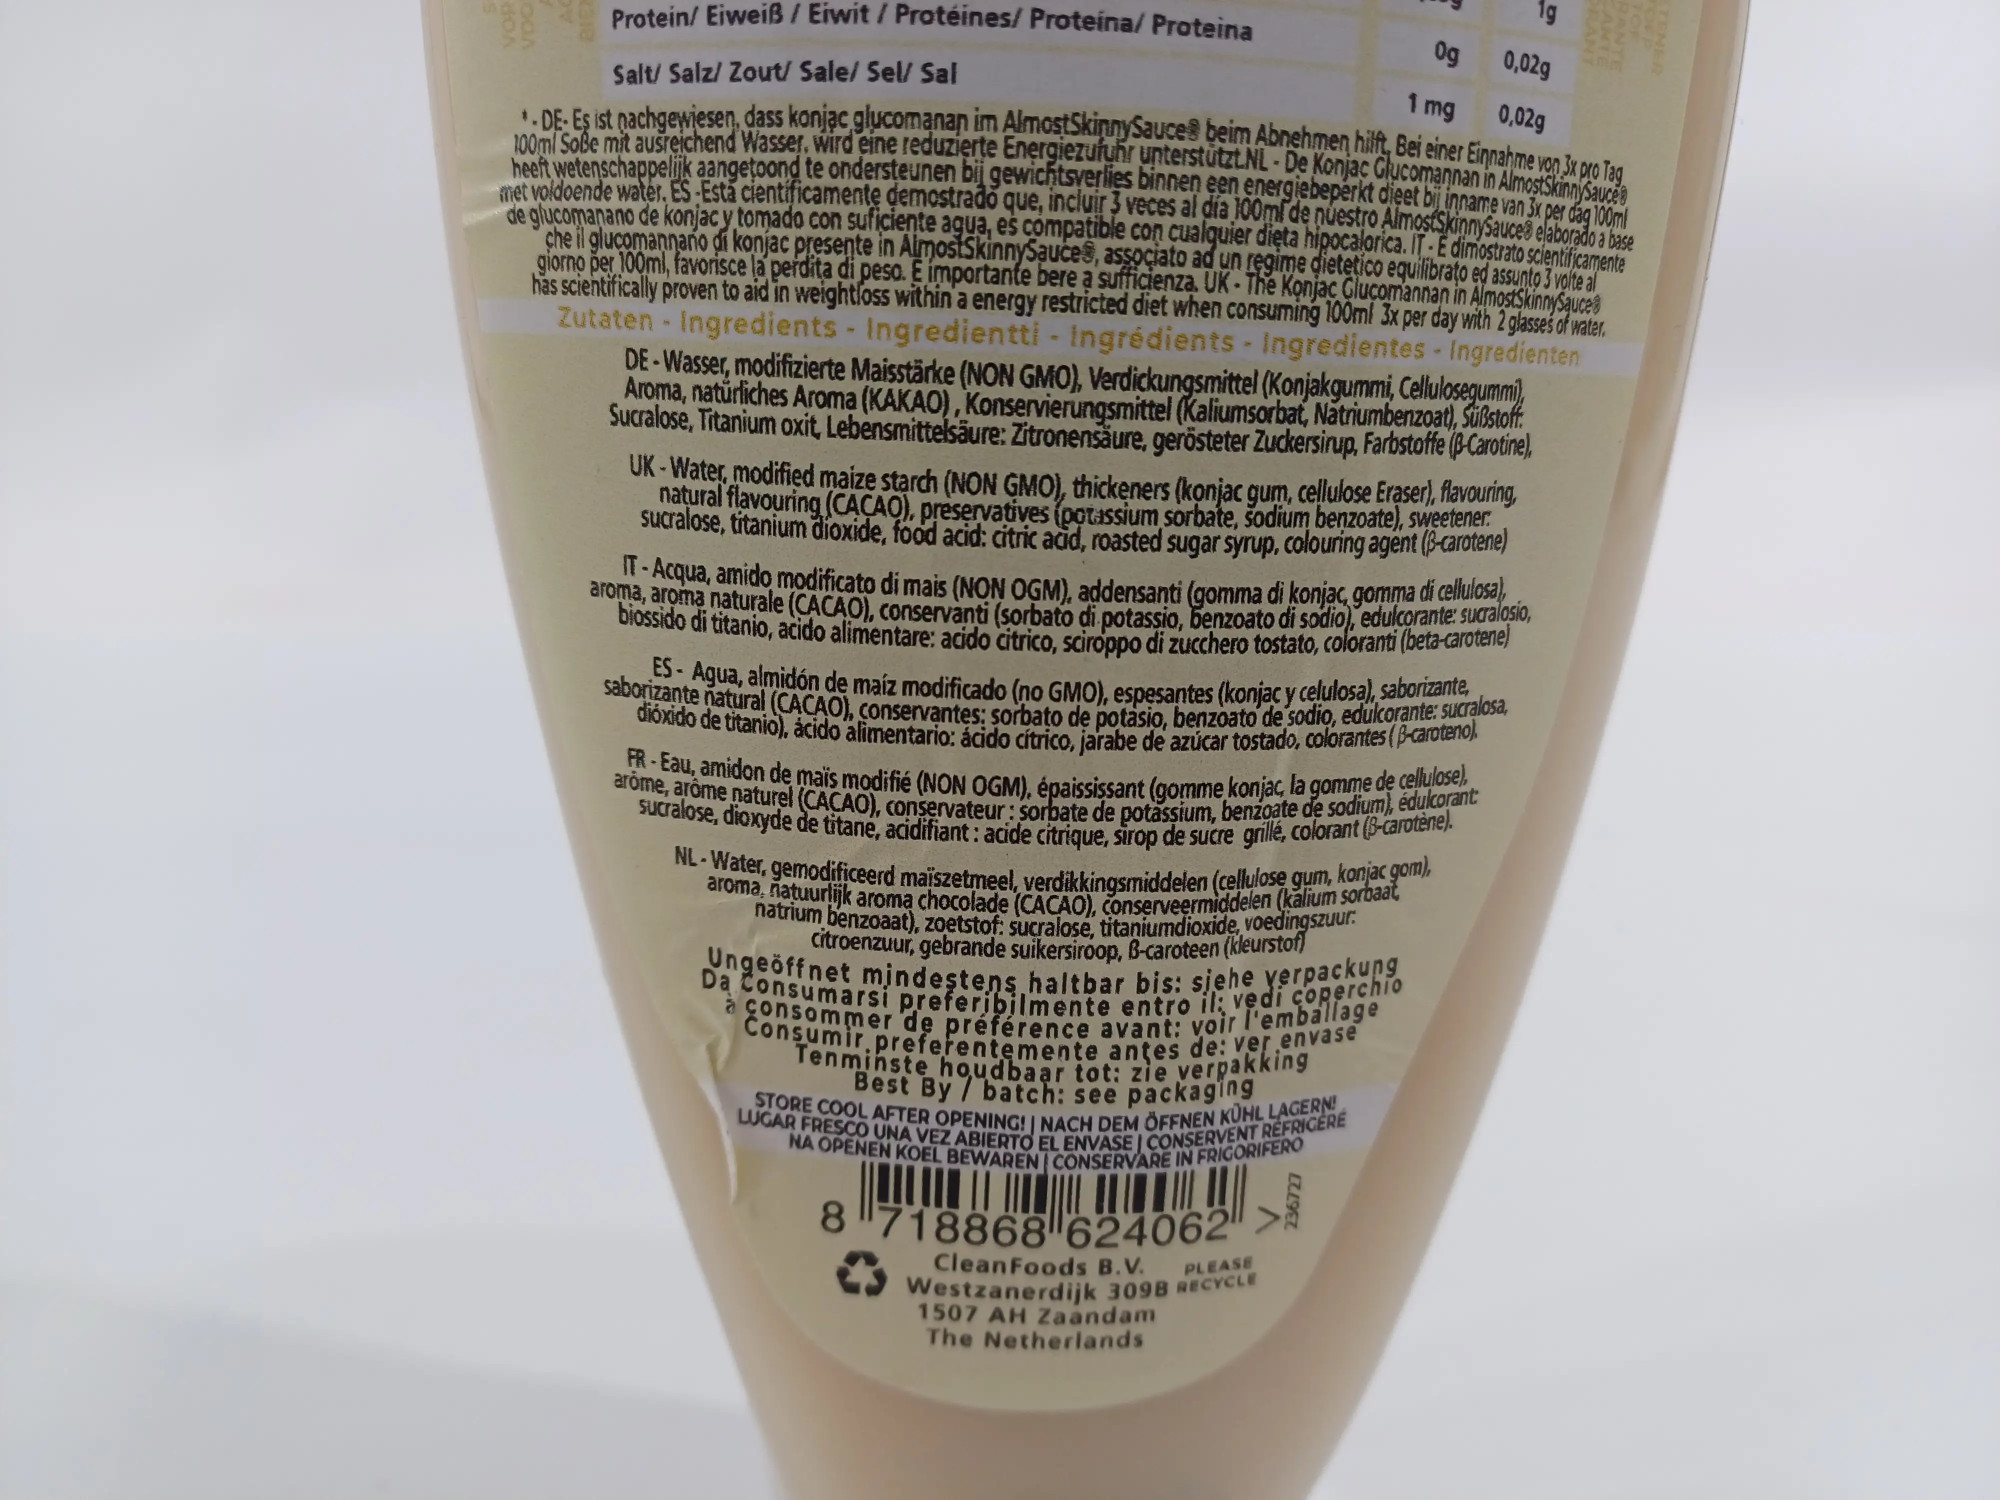 1g
Protein/ Eiweiß / Eiwit / Protéines/ Proteína/ Proteina
0g 0,02g
Salt/ Salz/ Zout/ Sale/ Sel/ Sal
1 mg 0,02g
*- DE- Es ist nachgewiesen, dass konjac glucomanan im AlmostSkinnySauce® beim Abnehmen hilft, Bei einer Einnahme von 3x pro Tag
100ml Soße mit ausreichend Wasser, wird eine reduzierte Energiezufuhr unterstützt.NL - De Konjac Glucomannan in AlmostSkinnySauce®
heeft wetenschappelijk aangetoond te ondersteunen bij gewichtsverlies binnen een energiebeperkt dieet bij inname van 3x per dag 100ml
met voldoende water. ES -Está científicamente demostrado que, incluir 3 veces al día 100ml de nuestro AlmostSkinnySauce® elaborado a base
de glucomanano de konjac y tomado con suficiente agua, es compatible con cualquier dieta hipocalorica. IT - È dimostrato scientificamente
che il glucomannano di konjac presente in AlmostSkinnySauce®, associato ad un regime dietetico equilibrato ed assunto 3 volte al
giorno per 100ml, favorisce la perdita di peso. È importante bere a sufficienza. UK - The Konjac Glucomannan in AlmostSkinnySauce®
has scientifically proven to aid in weightloss within a energy restricted diet when consuming 100ml 3x per day with 2 glasses of water.
Zutaten - Ingredients - Ingredientti - Ingrédients - Ingredientes - Ingredienten
DE - Wasser, modifizierte Maisstärke (NON GMO), Verdickungsmittel (Konjakgummi, Cellulosegummi),
Aroma, natürliches Aroma (KAKAO) , Konservierungsmittel (Kaliumsorbat, Natriumbenzoat), Süßstoff:
Sucralose, Titanium oxit, Lebensmittelsäure: Zitronensäure, gerösteter Zuckersirup, Farbstoffe (β-Carotine),
UK - Water, modified maize starch (NON GMO), thickeners (konjac gum, cellulose Eraser), flavouring,
natural flavouring (CACAO), preservatives (potassium sorbate, sodium benzoate), sweetener:
sucralose, titanium dioxide, food acid: citric acid, roasted sugar syrup, colouring agent (β-carotene)
IT - Acqua, amido modificato di mais (NON OGM), addensanti (gomma di konjac, gomma di cellulosa),
aroma, aroma naturale (CACAO), conservanti (sorbato di potassio, benzoato di sodio), edulcorante: sucralosio,
biossido di titanio, acido alimentare: acido citrico, sciroppo di zucchero tostato, coloranti (beta-carotene)
ES - Agua, almidón de maíz modificado (no GMO), espesantes (konjac y celulosa), saborizante,
saborizante natural (CACAO), conservantes: sorbato de potasio, benzoato de sodio, edulcorante: sucralosa,
dióxido de titanio), ácido alimentario: ácido cítrico, jarabe de azúcar tostado, colorantes ( β-caroteno).
FR - Eau, amidon de maïs modifié (NON OGM), épaississant (gomme konjac, la gomme de cellulose),
arôme, arôme naturel (CACAO), conservateur : sorbate de potassium, benzoate de sodium), édulcorant:
sucralose, dioxyde de titane, acidifiant : acide citrique, sirop de sucre grillé, colorant (β-carotène).
NL - Water, gemodificeerd maïszetmeel, verdikkingsmiddelen (cellulose gum, konjac gom),
aroma, natuurlijk aroma chocolade (CACAO), conserveermiddelen (kalium sorbaat,
natrium benzoaat), zoetstof: sucralose, titaniumdioxide, voedingszuur:
citroenzuur, gebrande suikersiroop, ß-caroteen (kleurstof)
Ungeöffnet mindestens haltbar bis: siehe verpackung
Da Consumarsi preferibilmente entro il: vedi coperchio
à consommer de préférence avant: voir l'emballage
Consumir preferentemente antes de: ver envase
Tenminste houdbaar tot: zie verpakking
Best By / batch: see packaging
STORE COOL AFTER OPENING! | NACH DEM ÖFFNEN KÜHL LAGERN!
LUGAR FRESCO UNA VEZ ABIERTO EL ENVASE | CONSERVENT RÉFRIGÉRÉ
NA OPENEN KOEL BEWAREN | CONSERVARE IN FRIGORIFERO
8 718868 624062 >
236727
CleanFoods B.V.
Westzanerdijk 309B
1507 AH Zaandam
The Netherlands
PLEASE
RECYCLE